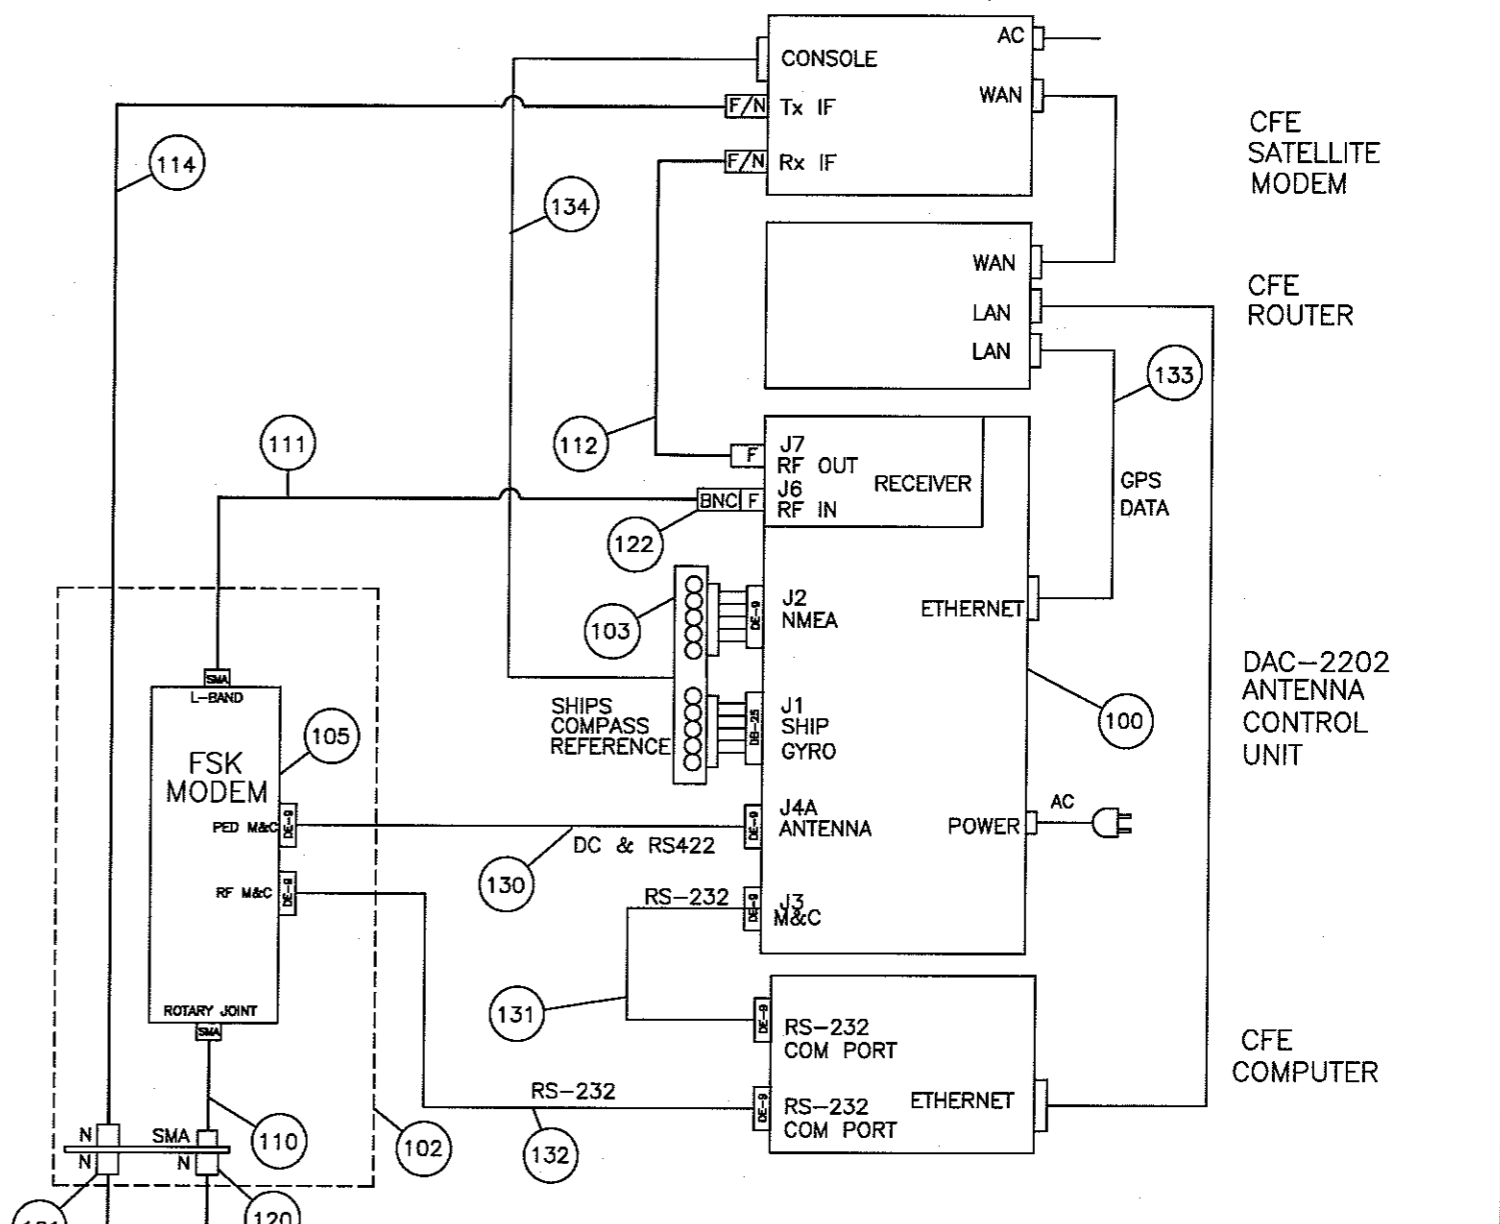 AC
CONSOLE
WAN
F/N Tx IF
F/N Rx IF
CFE
SATELLITE
MODEM
114
134
WAN
LAN
LAN
CFE
ROUTER
133
111
112
F
J7
RF OUT
RECEIVER
BNC F
J6
RF IN
GPS
DATA
122
103
DE-9
J2
NMEA
ETHERNET
SMA
L-BAND
SHIPS
COMPASS
REFERENCE
DB-25
J1
SHIP
GYRO
100
DAC-2202
ANTENNA
CONTROL
UNIT
105
FSK
MODEM
PED M&C
DE-9
DE-9
J4A
ANTENNA
DC & RS422
130
POWER
AC
RF M&C
DE-9
RS-232
DE-9
J3
M&C
131
ROTARY JOINT
SMA
DE-9
RS-232
COM PORT
CFE
COMPUTER
RS-232
DE-9
RS-232
COM PORT
ETHERNET
132
N
SMA
N
N
110
102
120